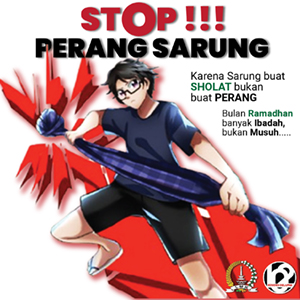 STOP !!!
PERANG SARUNG
Karena Sarung buat
SHOLAT bukan
buat PERANG
Bulan Ramadhan
banyak Ibadah,
bukan Musuh.....